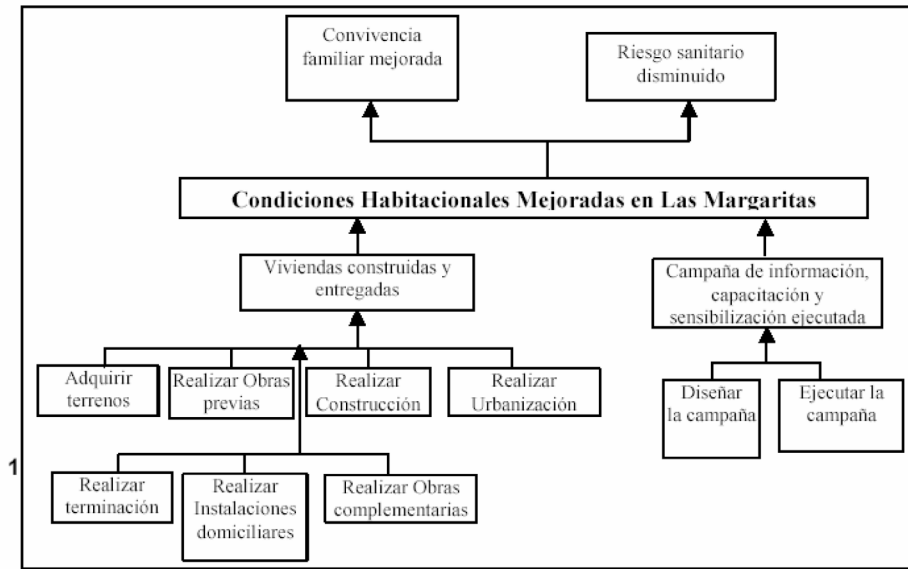 Convivencia
familiar mejorada
Riesgo sanitario
disminuido
Condiciones Habitacionales Mejoradas en Las Margaritas
Viviendas construidas y
entregadas
Campaña de información,
capacitación y
sensibilización ejecutada
Adquirir
terrenos
Realizar Obras
previas
Realizar
Construcción
Realizar
Urbanización
Diseñar
la campaña
Ejecutar la
campaña
1
Realizar
terminación
Realizar
Instalaciones
domiciliares
Realizar Obras
complementarias